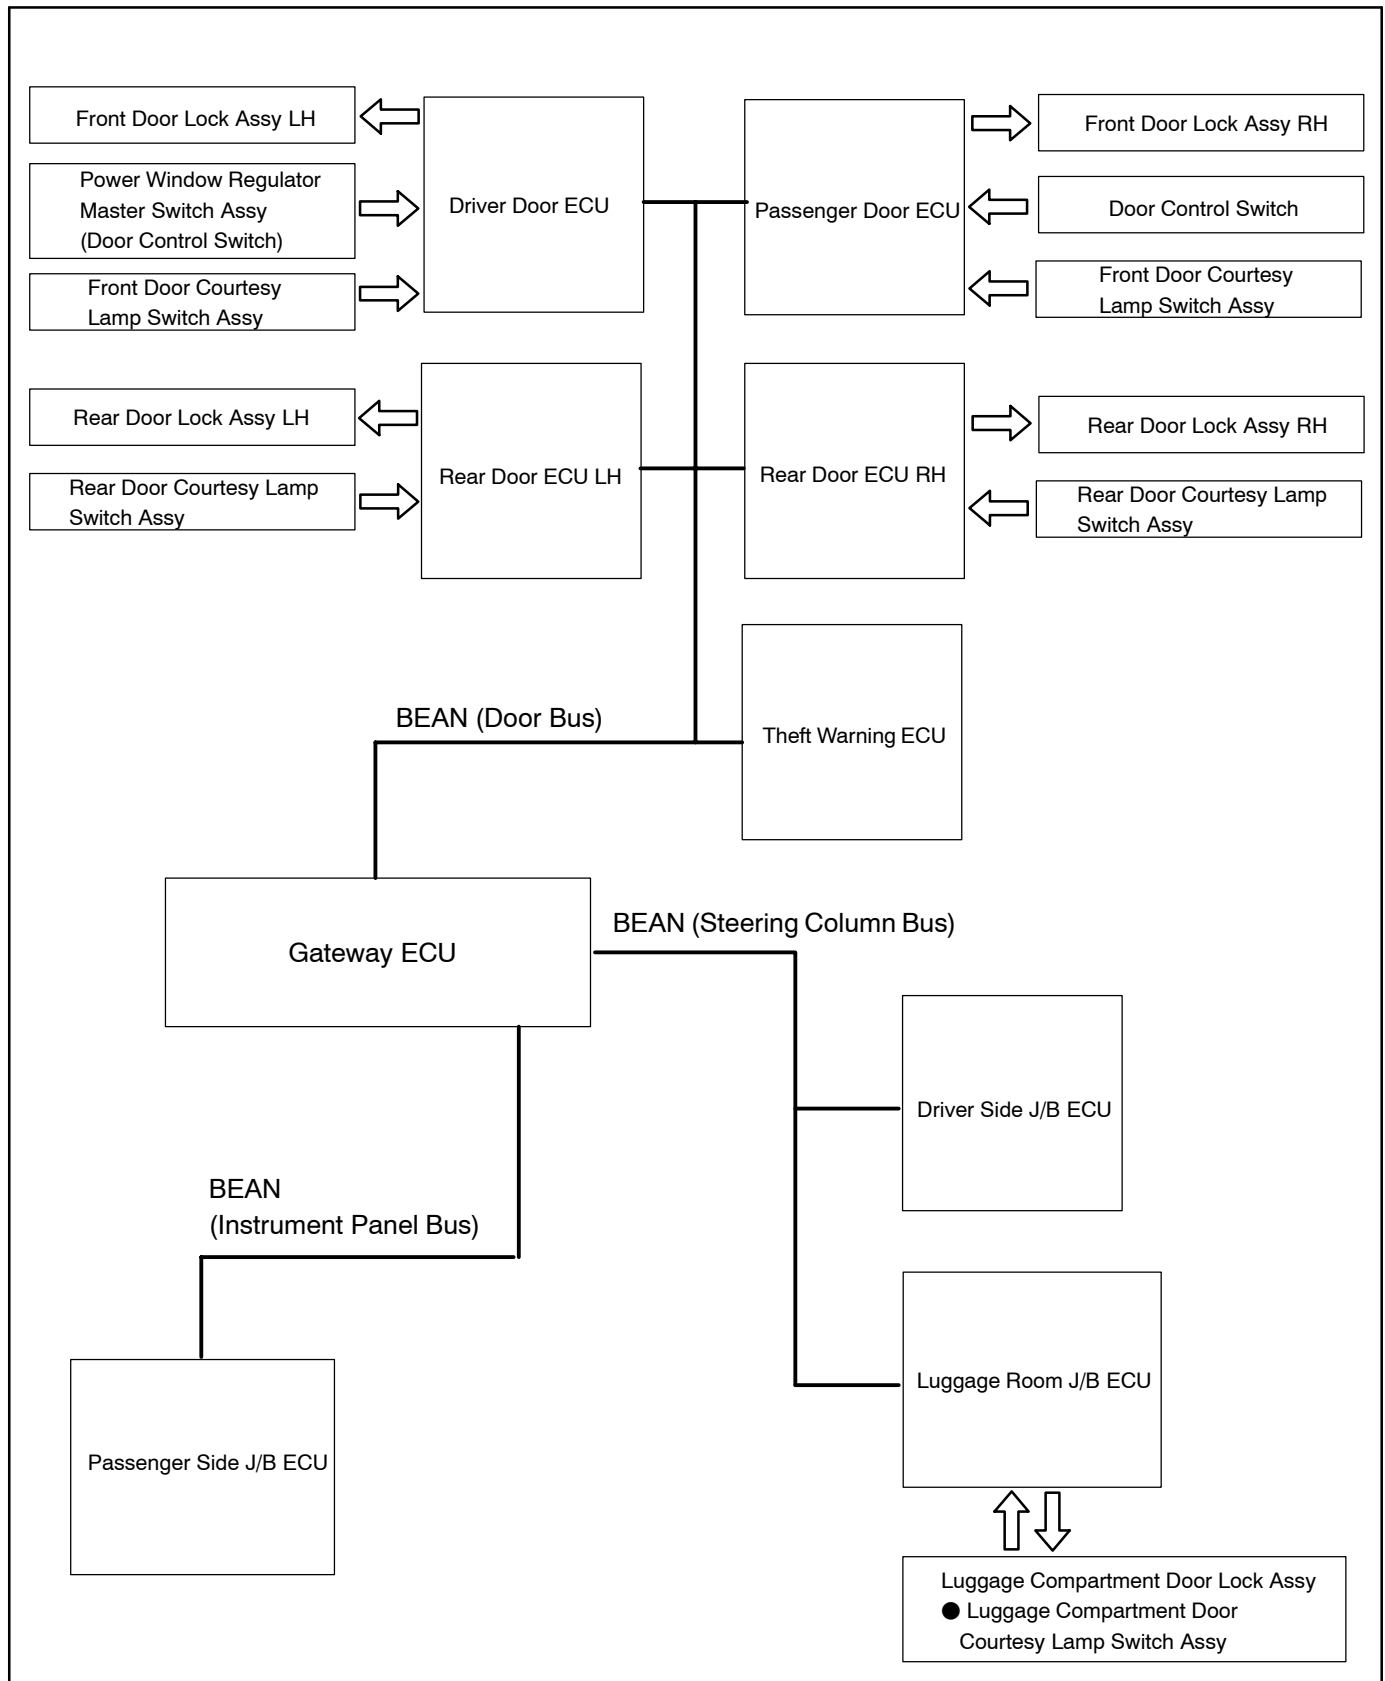 Front Door Lock Assy LH
Power Window Regulator
Master Switch Assy
(Door Control Switch)
Front Door Courtesy
Lamp Switch Assy
Driver Door ECU
Passenger Door ECU
Front Door Lock Assy RH
Door Control Switch
Front Door Courtesy
Lamp Switch Assy
Rear Door Lock Assy LH
Rear Door Courtesy Lamp
Switch Assy
Rear Door ECU LH
Rear Door ECU RH
Rear Door Lock Assy RH
Rear Door Courtesy Lamp
Switch Assy
BEAN (Door Bus)
Theft Warning ECU
Gateway ECU
BEAN (Steering Column Bus)
Driver Side J/B ECU
BEAN
(Instrument Panel Bus)
Luggage Room J/B ECU
Passenger Side J/B ECU
Luggage Compartment Door Lock Assy
● Luggage Compartment Door
Courtesy Lamp Switch Assy